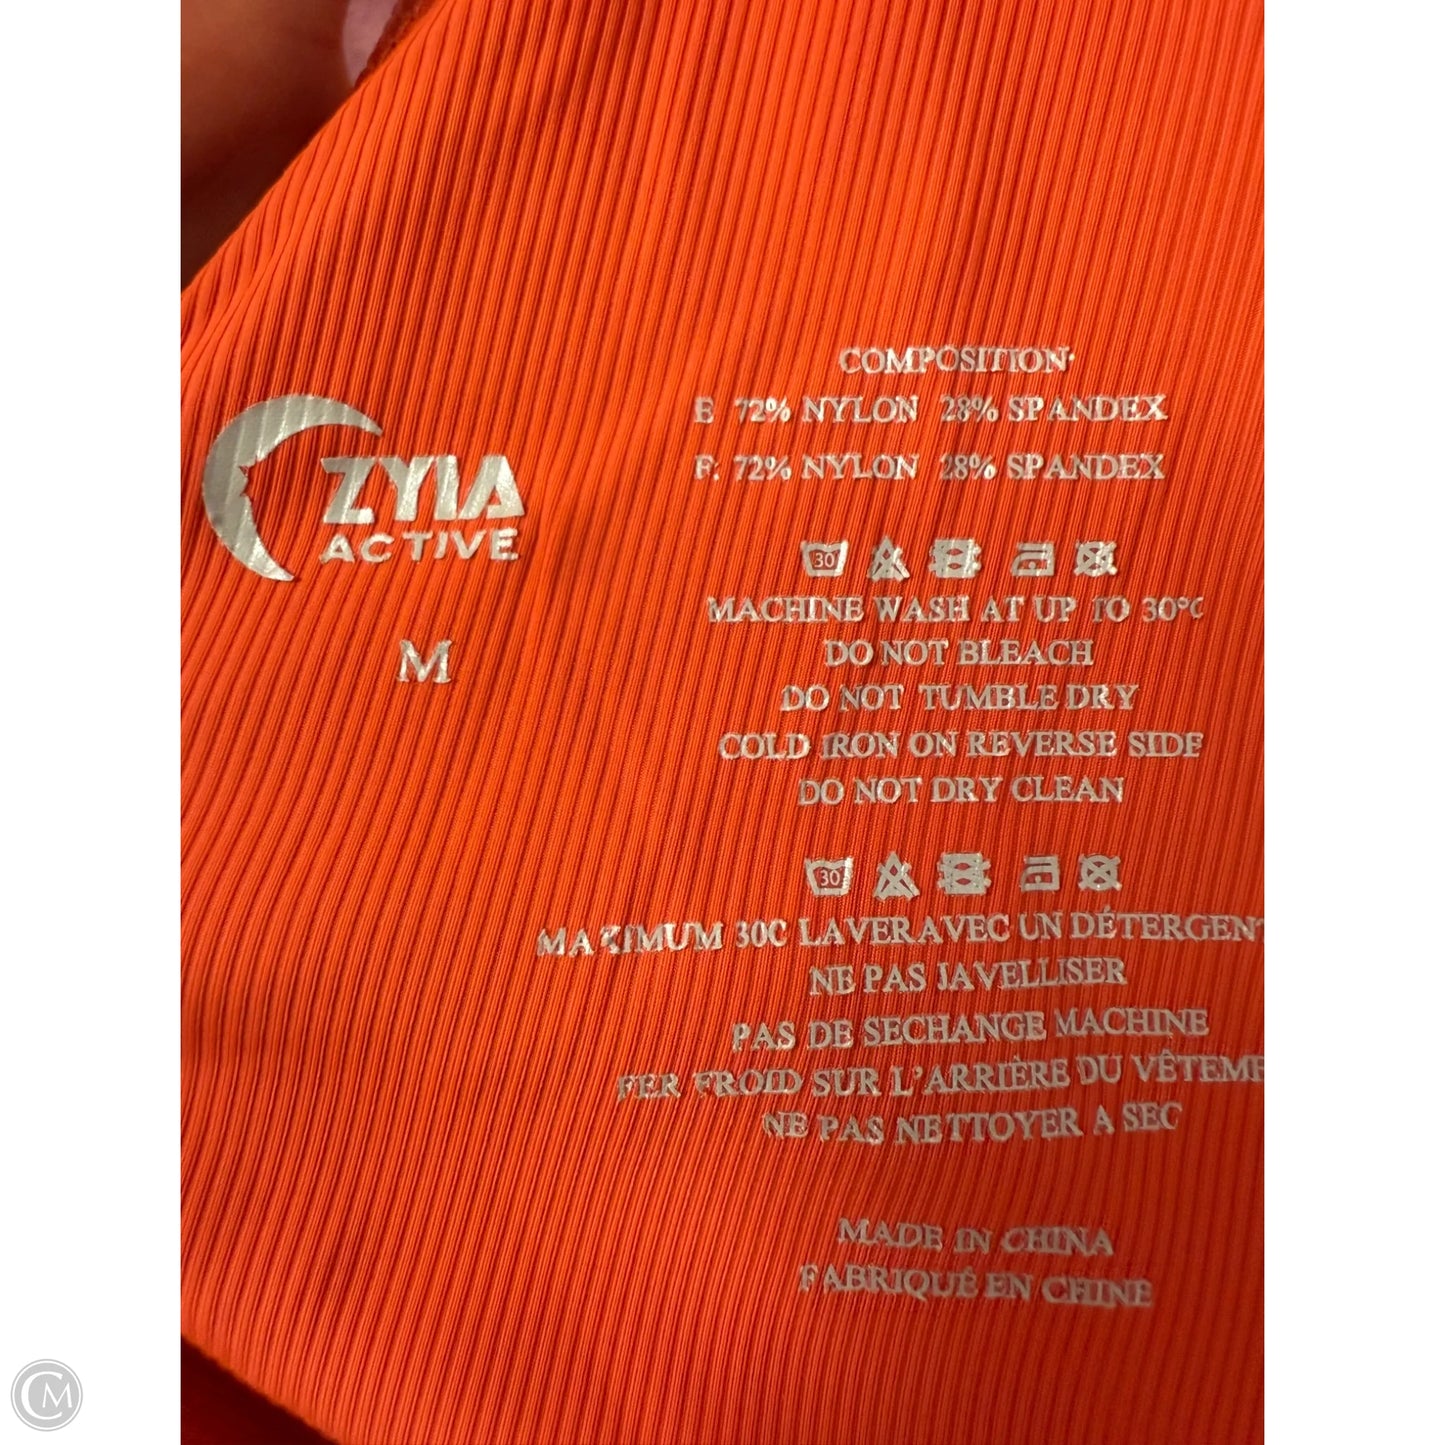 ZYIA
ACTIVE
M
COMPOSITION:
E 72% NYLON 28% SPANDEX
F: 72% NYLON 28% SPANDEX
30
MACHINE WASH AT UP TO 30°C
DO NOT BLEACH
DO NOT TUMBLE DRY
COLD IRON ON REVERSE SIDE
DO NOT DRY CLEAN
30
MAXIMUM 30C LAVER AVEC UN DÉTERGENT
NE PAS JAVELLISER
PAS DE SECHANGE MACHINE
FER FROID SUR L'ARRIÈRE DU VÊTEME
NE PAS NETTOYER A SEC
MADE IN CHINA
FABRIQUÉ EN CHINE
CM